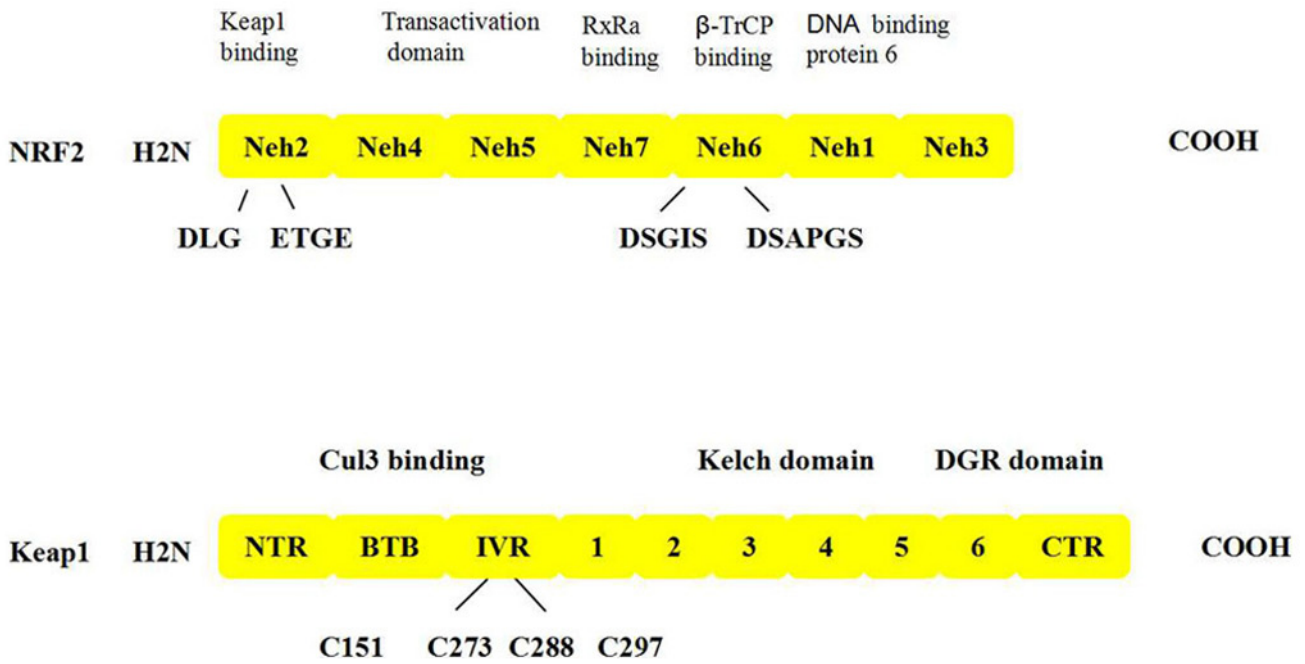 Keap1 Transactivation RxRa β-TrCP DNA binding
binding domain binding binding protein 6
NRF2 H2N Neh2 Neh4 Neh5 Neh7 Neh6 Neh1 Neh3 COOH
DLG ETGE DSGIS DSAPGS
Cul3 binding Kelch domain DGR domain
Keap1 H2N NTR BTB IVR 1 2 3 4 5 6 CTR COOH
C151 C273 C288 C297